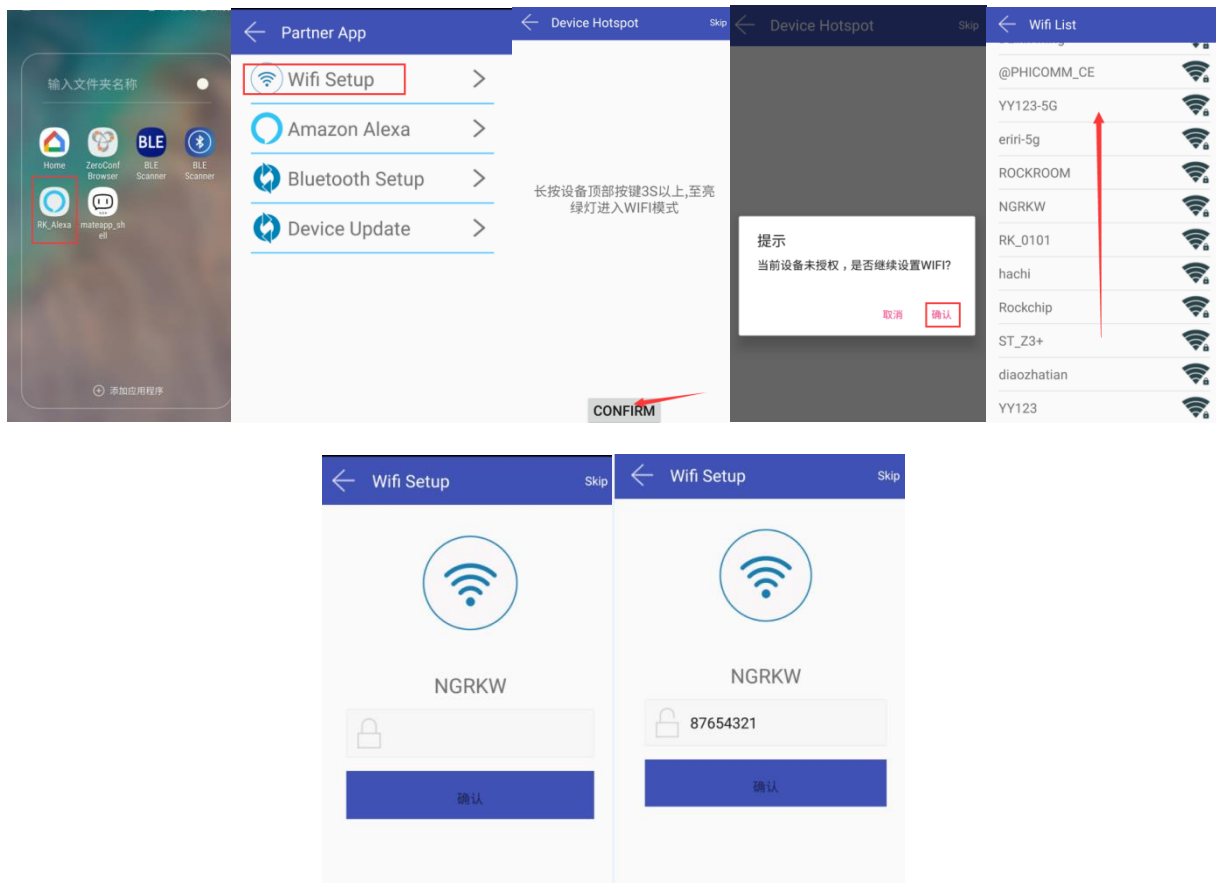 输入文件夹名称
Home
ZeroConf
Browser
BLE
BLE
Scanner
BLE
Scanner
RK_Alexa
mateapp_sh
ell
添加应用程序
Partner App
Wifi Setup
Amazon Alexa
Bluetooth Setup
Device Update
Device Hotspot
Skip
长按设备顶部按键3S以上,至亮
绿灯进入WIFI模式
CONFIRM
Device Hotspot
Skip
提示
当前设备未授权，是否继续设置WIFI?
取消
确认
Wifi List
@PHICOMM_CE
YY123-5G
eriri-5g
ROCKROOM
NGRKW
RK_0101
hachi
Rockchip
ST_Z3+
diaozhatian
YY123
Wifi Setup
Skip
NGRKW
确认
Wifi Setup
Skip
NGRKW
87654321
确认